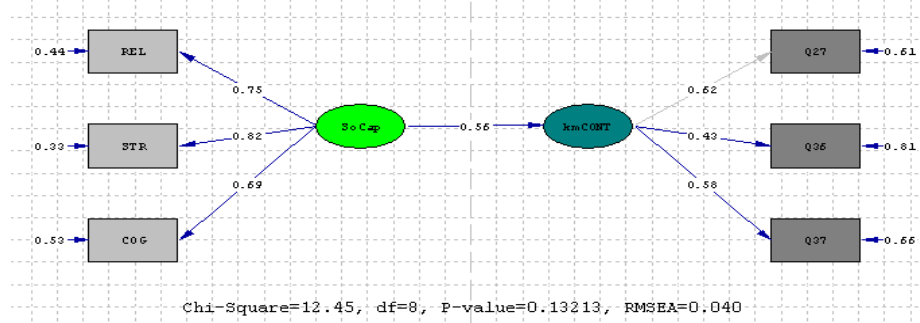 0.44 REL Q27 0.61
0.75 0.62
0.33 STR 0.82 SoCap 0.56 kmCONT 0.43 Q36 0.81
0.69 0.58
0.53 COG Q37 0.66
Chi-Square=12.45, df=8, P-value=0.13213, RMSEA=0.040